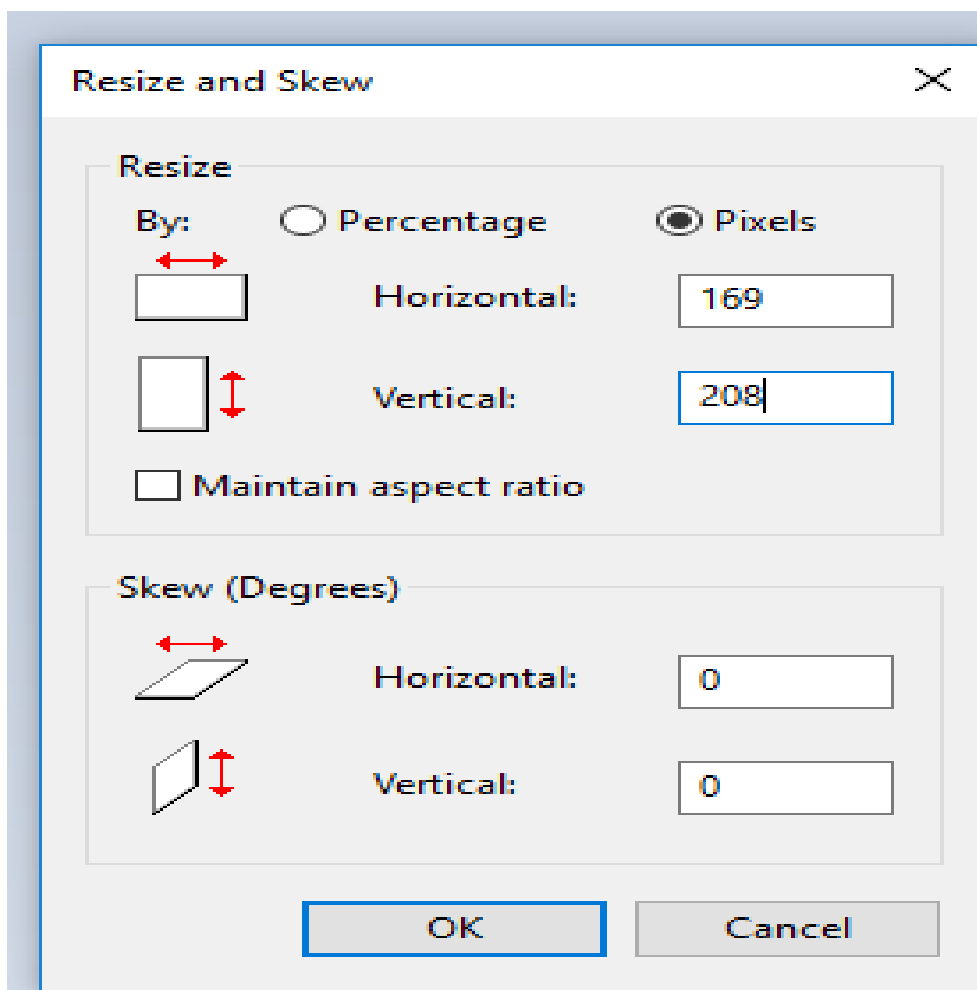 Resize and Skew
Resize
By: Percentage Pixels
Horizontal: 169
Vertical: 208
Maintain aspect ratio
Skew (Degrees)
Horizontal: 0
Vertical: 0
OK Cancel